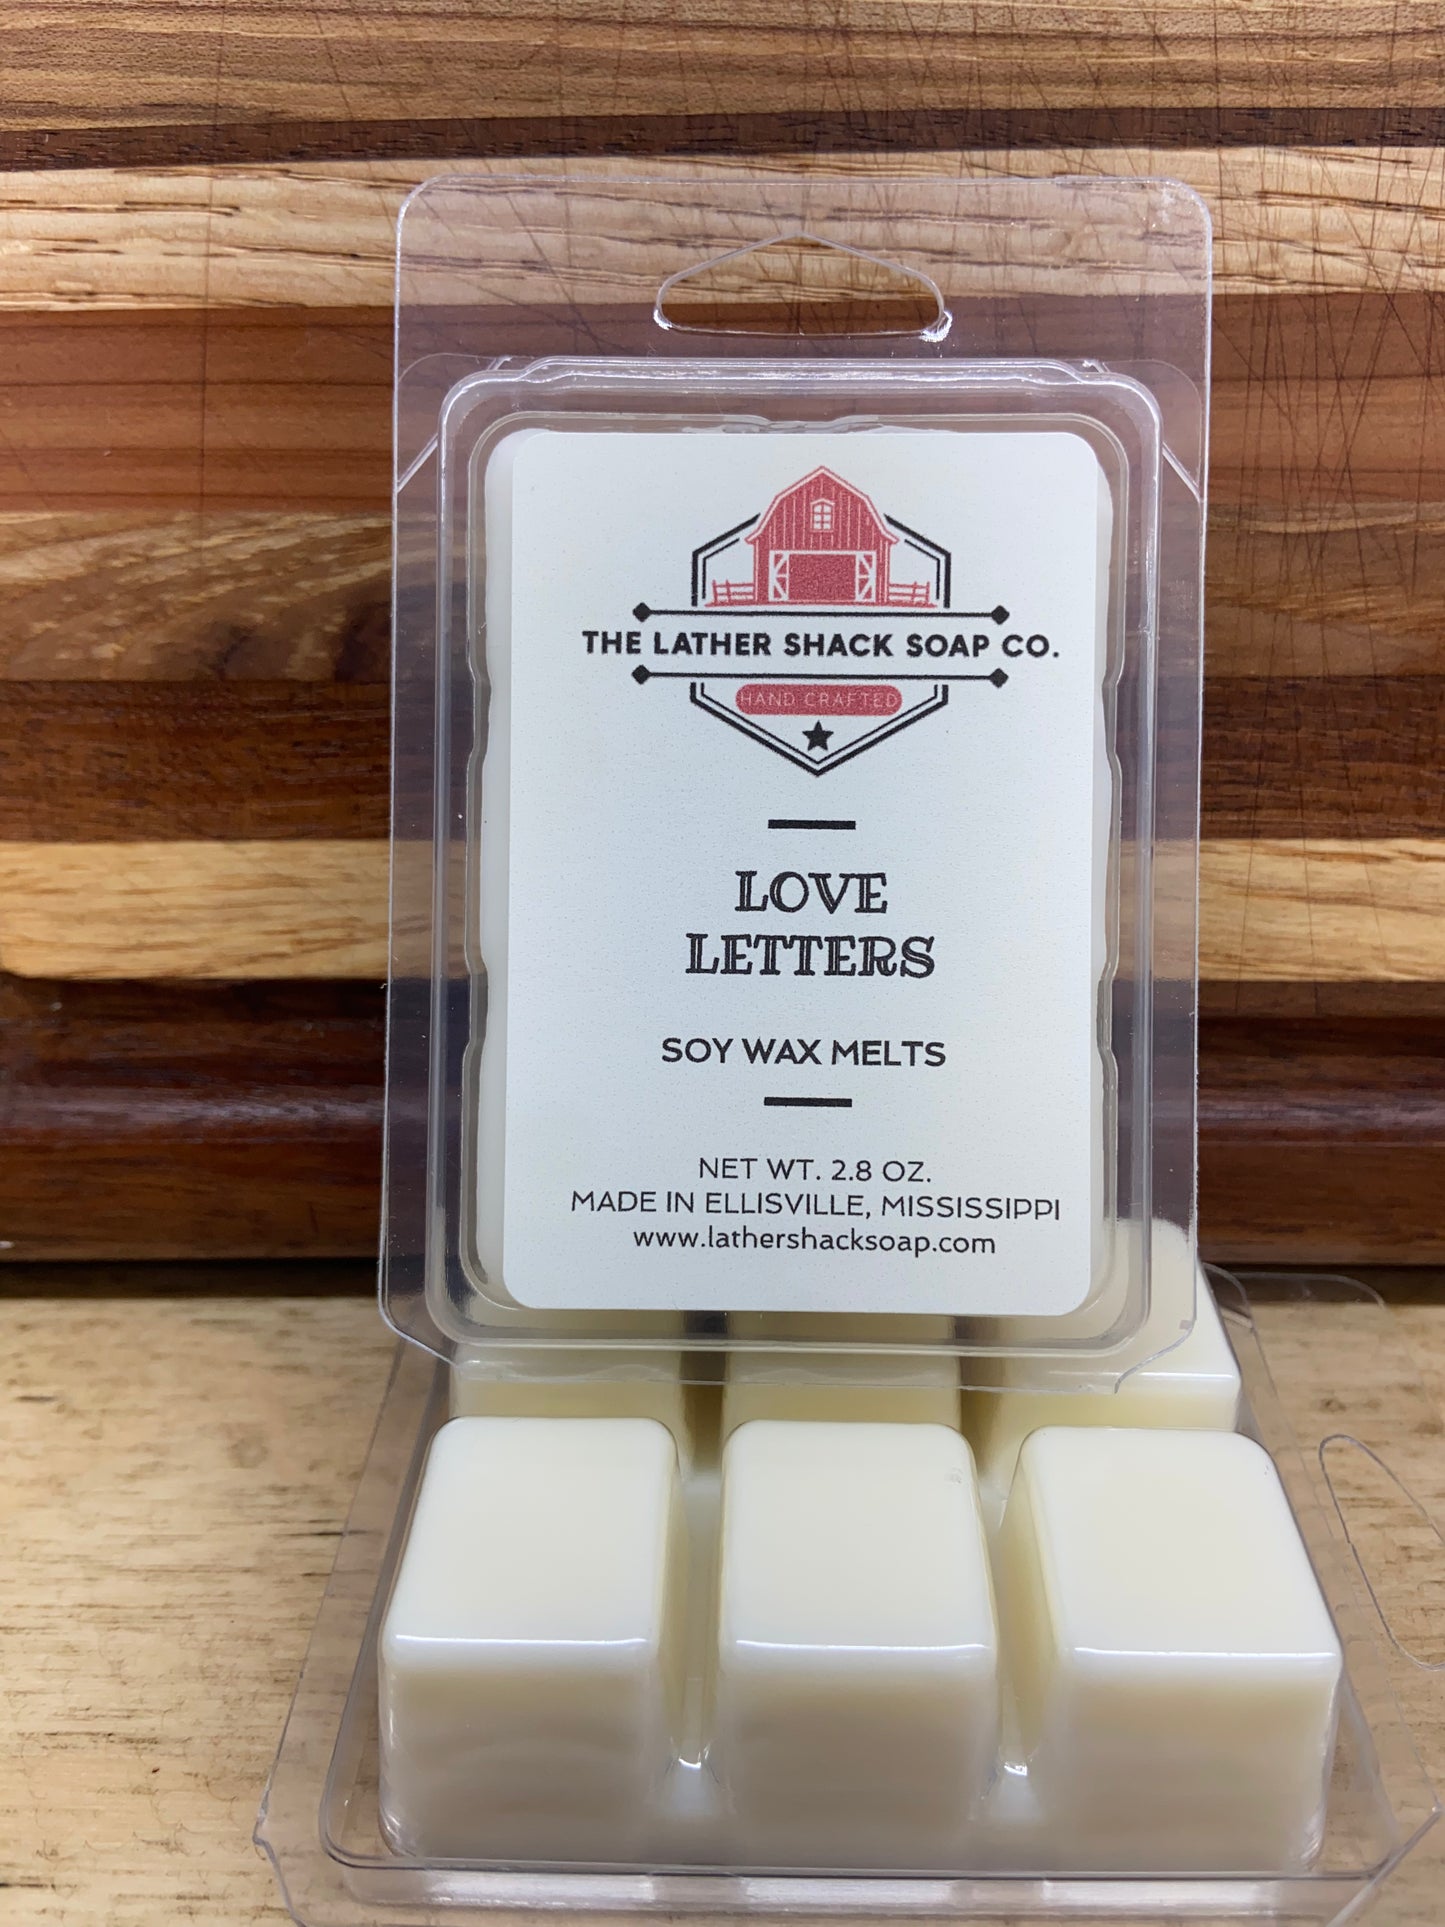 THE LATHER SHACK SOAP CO.
HAND CRAFTED
LOVE
LETTERS
SOY WAX MELTS
NET WT. 2.8 OZ.
MADE IN ELLISVILLE, MISSISSIPPI
www.lathershacksoap.com